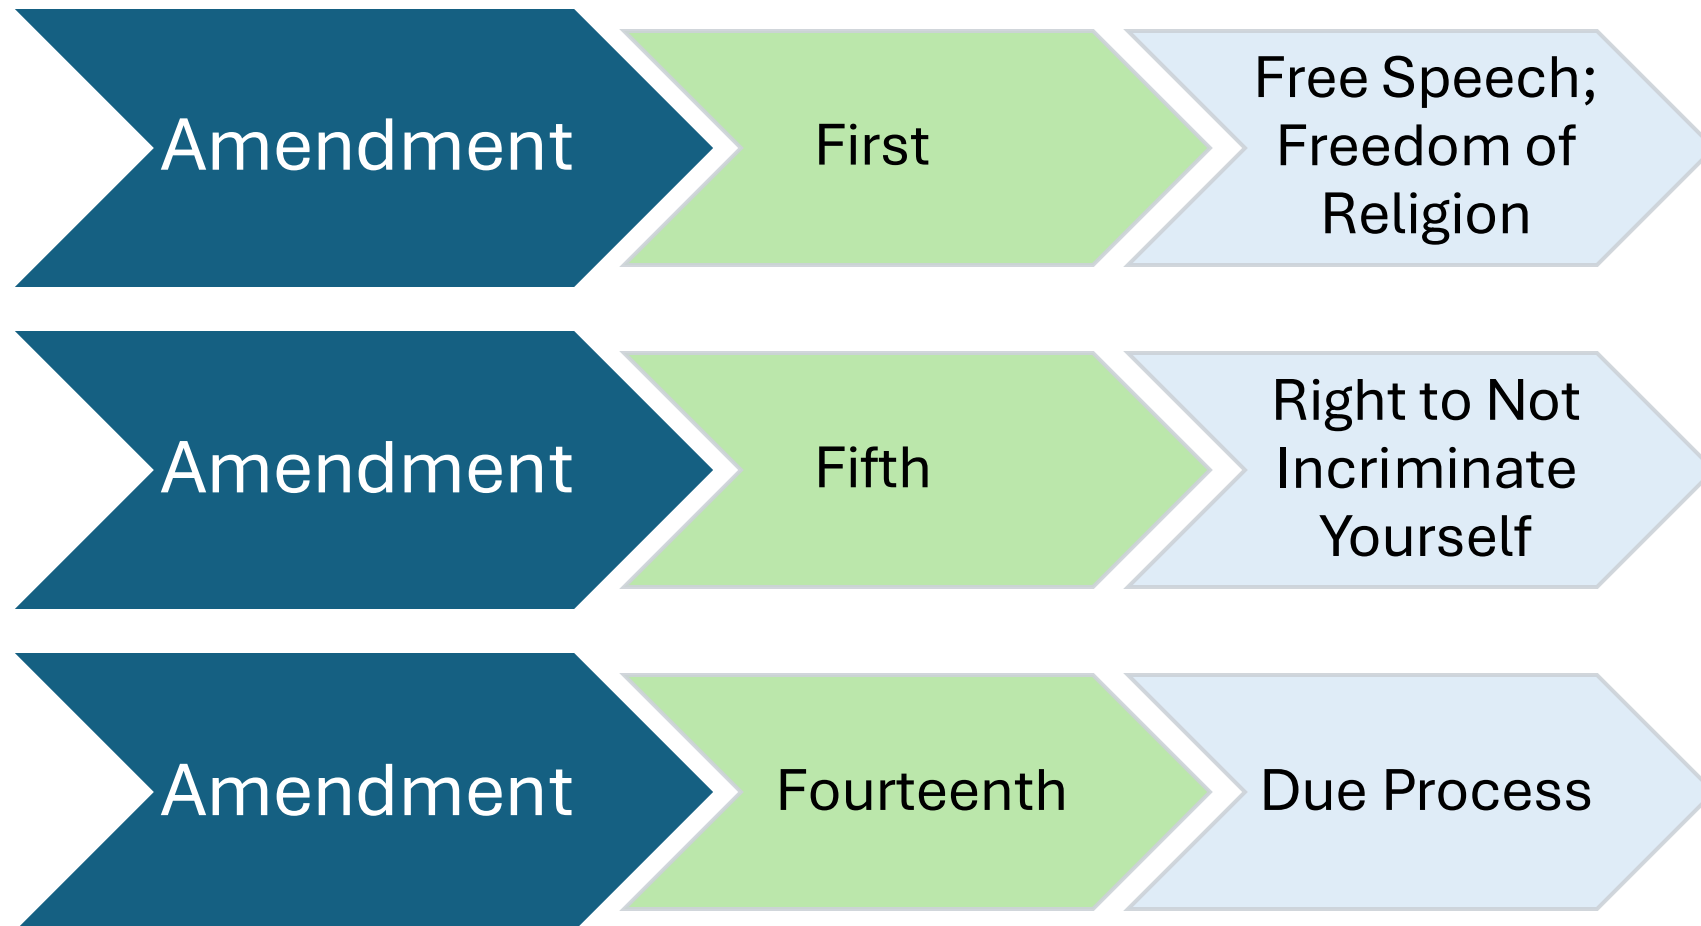 Amendment
First
Free Speech;
Freedom of
Religion
Amendment
Fifth
Right to Not
Incriminate
Yourself
Amendment
Fourteenth
Due Process